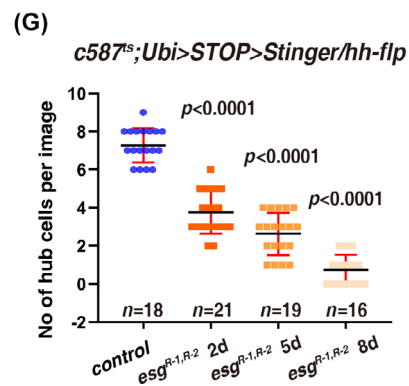 (G)
c587ts;Ubi>STOP>Stinger/hh-flp
No of hub cells per image
10
8
6
4
2
0
-2
p<0.0001
p<0.0001
p<0.0001
n=18
n=21
n=19
n=16
control
esgR-1,R-2 2d
esgR-1,R-2 5d
esgR-1,R-2 8d